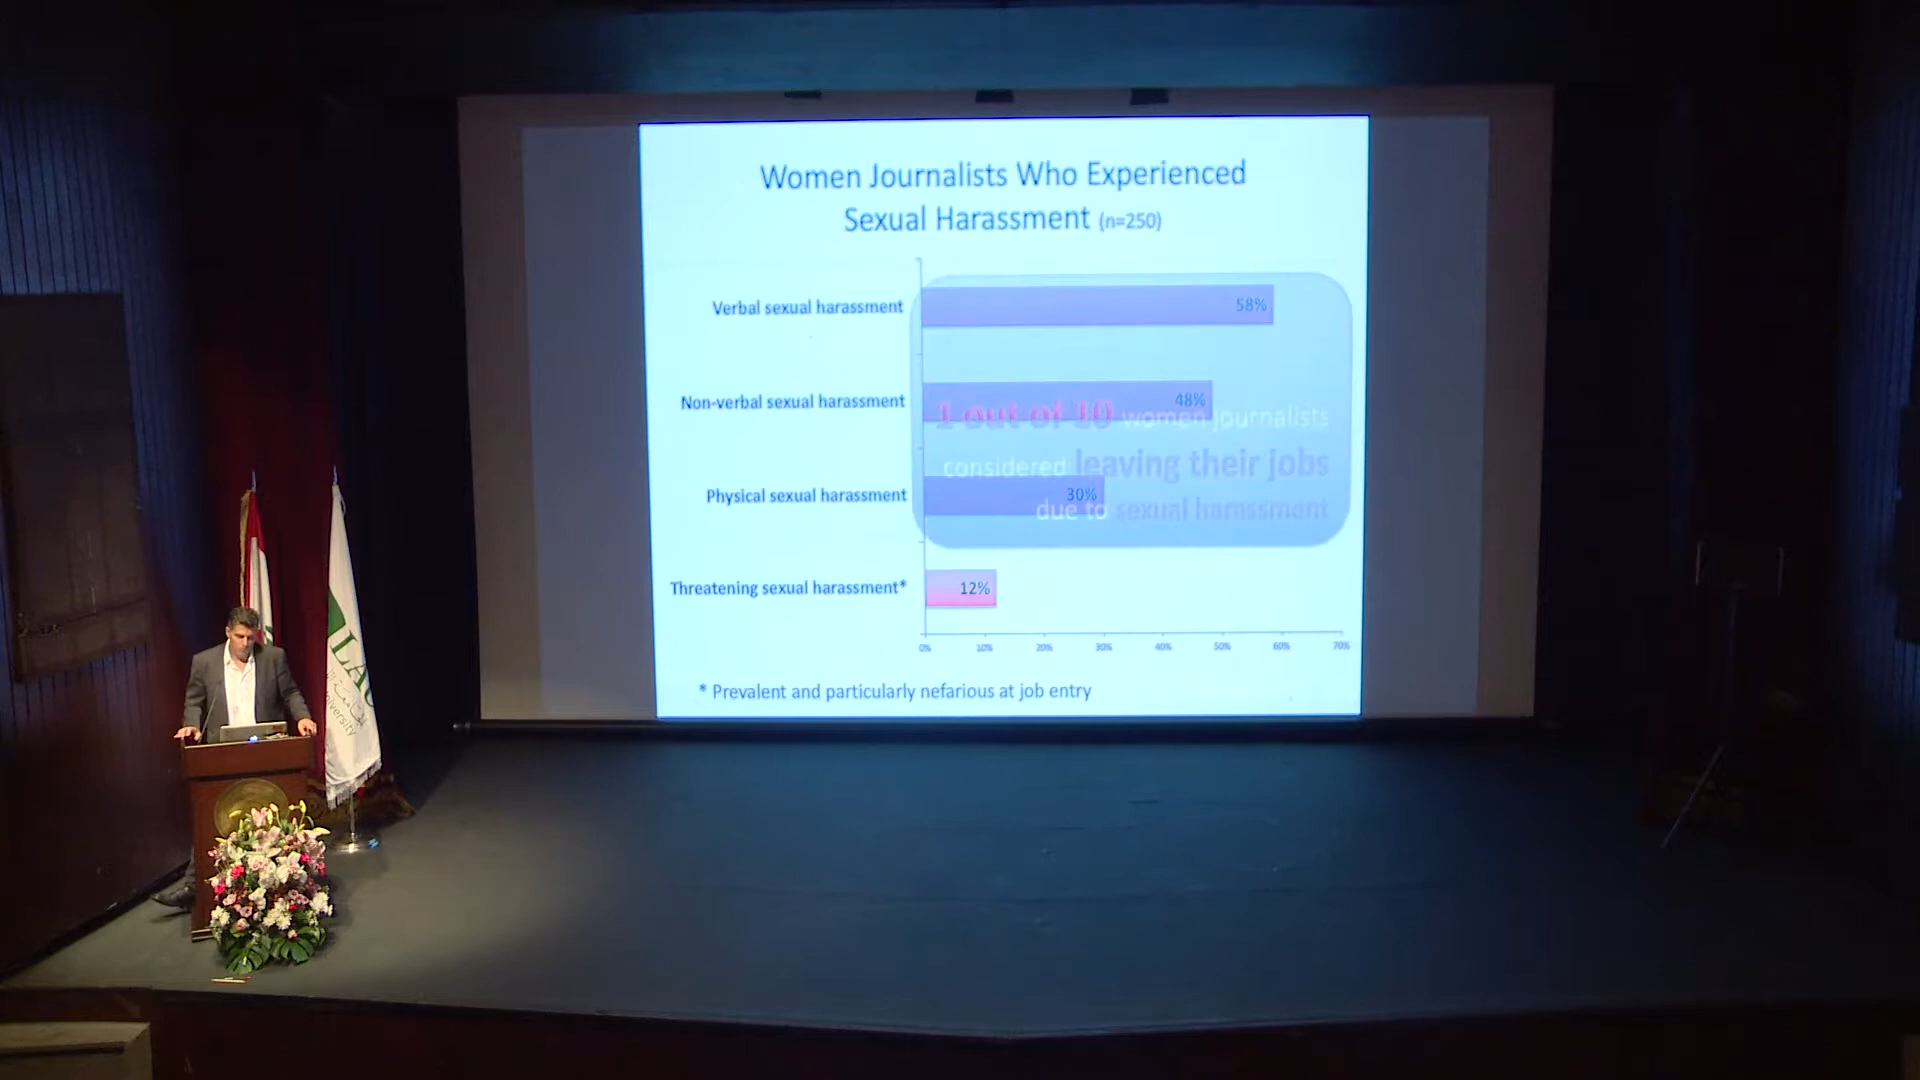 Women Journalists Who Experienced
Sexual Harassment (n=250)
Verbal sexual harassment
58%
Non-verbal sexual harassment
48%
1 out of 10 women journalists
considered leaving their jobs
due to sexual harassment
Physical sexual harassment
30%
Threatening sexual harassment*
12%
0% 10% 20% 30% 40% 50% 60% 70%
* Prevalent and particularly nefarious at job entry
LAU
University